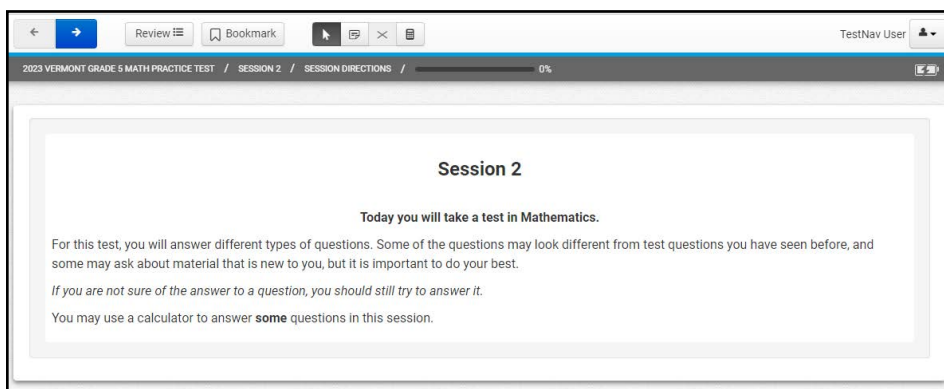 Review
Bookmark
TestNav User
2023 VERMONT GRADE 5 MATH PRACTICE TEST / SESSION 2 / SESSION DIRECTIONS / 0%
Session 2
Today you will take a test in Mathematics.
For this test, you will answer different types of questions. Some of the questions may look different from test questions you have seen before, and
some may ask about material that is new to you, but it is important to do your best.
If you are not sure of the answer to a question, you should still try to answer it.
You may use a calculator to answer some questions in this session.